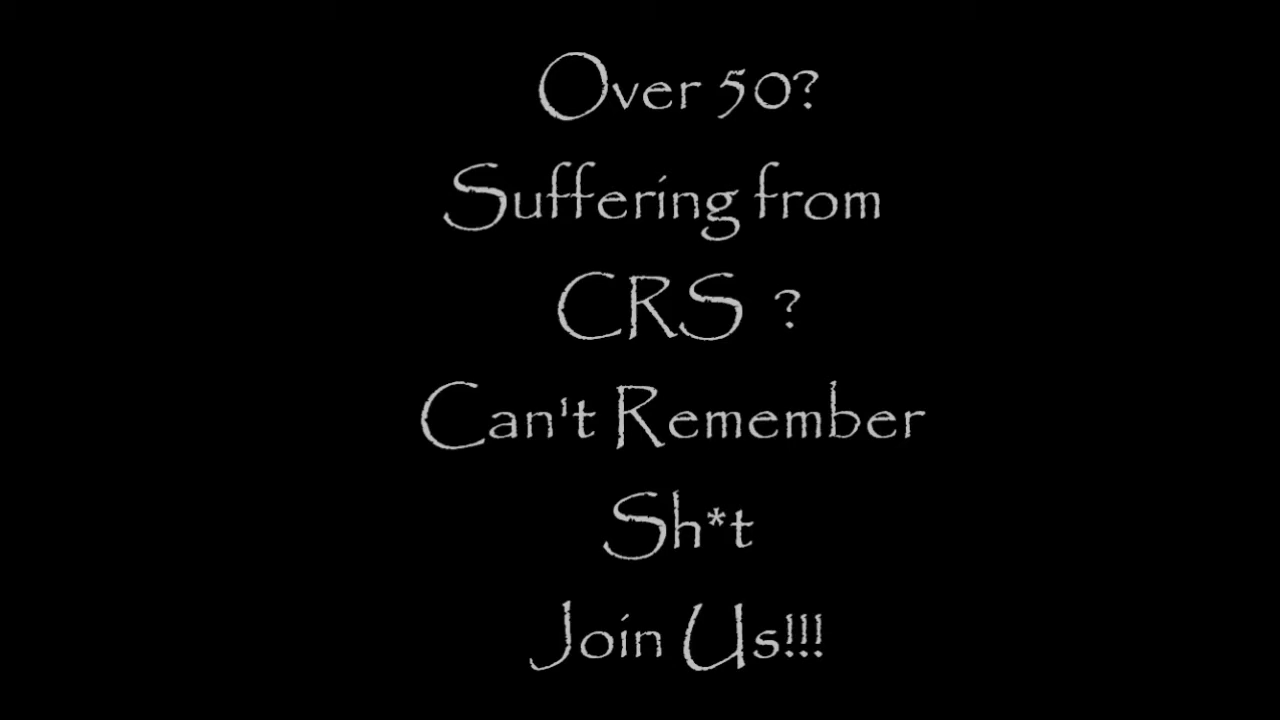 Over 50?
Suffering from
CRS ?
Can't Remember
Sh*t
Join Us!!!